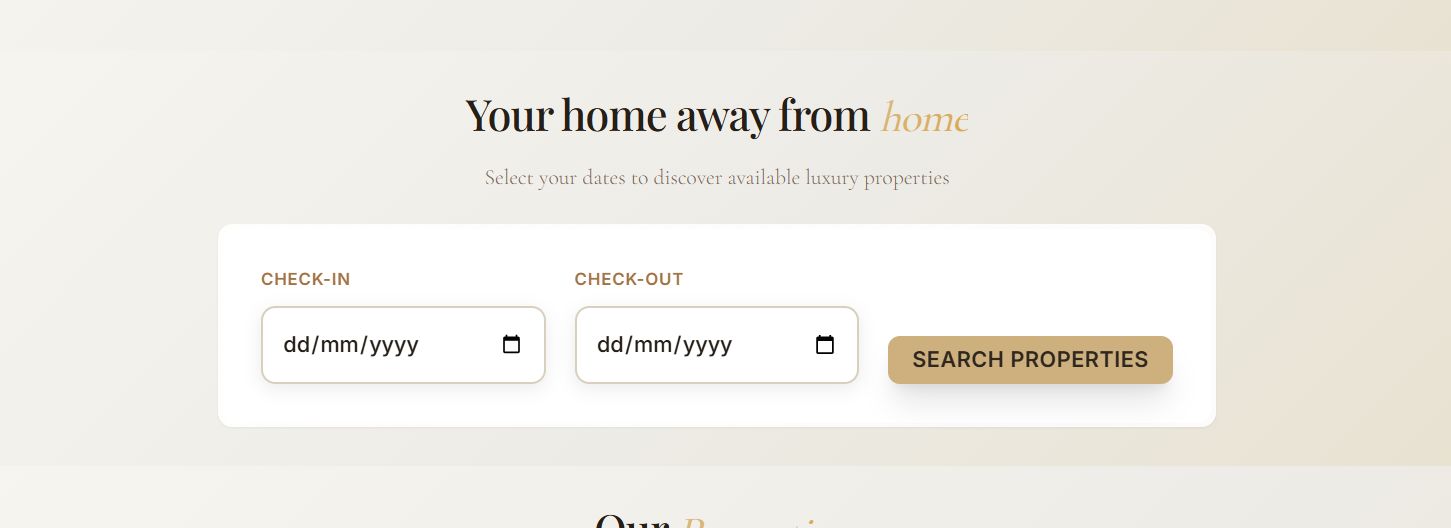 Your home away from home
Select your dates to discover available luxury properties
CHECK-IN
CHECK-OUT
dd/mm/yyyy
dd/mm/yyyy
SEARCH PROPERTIES
Our